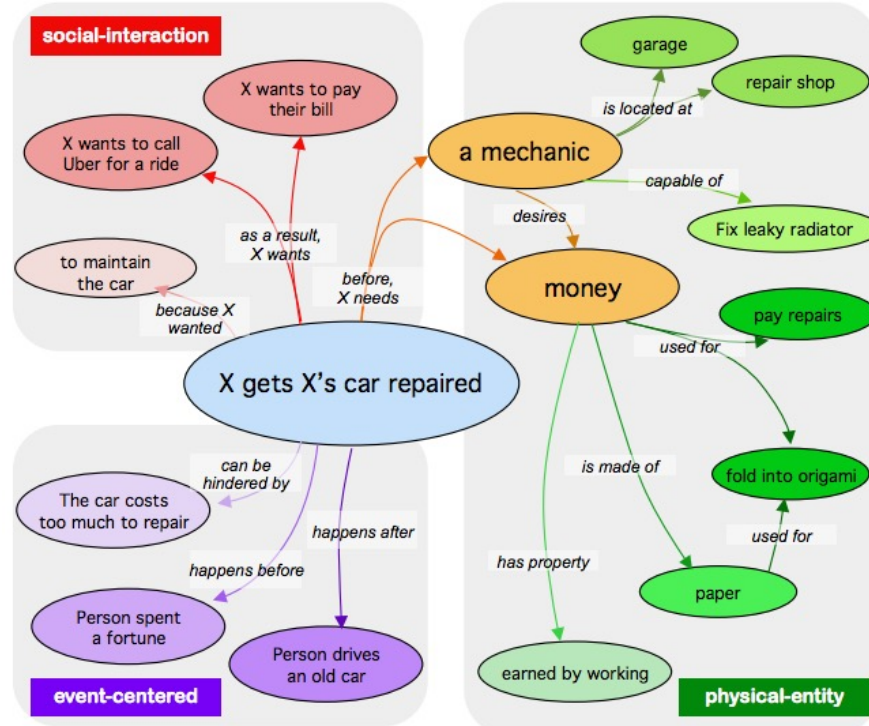 social-interaction
X wants to pay
their bill
X wants to call
Uber for a ride
to maintain
the car
as a result,
X wants
because X
wanted
before,
X needs
X gets X's car repaired
garage
repair shop
is located at
a mechanic
capable of
Fix leaky radiator
desires
money
pay repairs
used for
fold into origami
is made of
used for
has property
paper
earned by working
physical-entity
can be
hindered by
The car costs
too much to repair
happens after
happens before
Person spent
a fortune
Person drives
an old car
event-centered